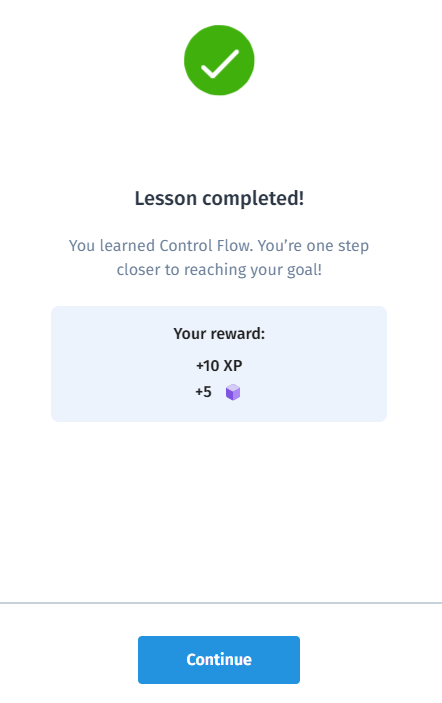 Lesson completed!
You learned Control Flow. You’re one step
closer to reaching your goal!
Your reward:
+10 XP
+5
Continue